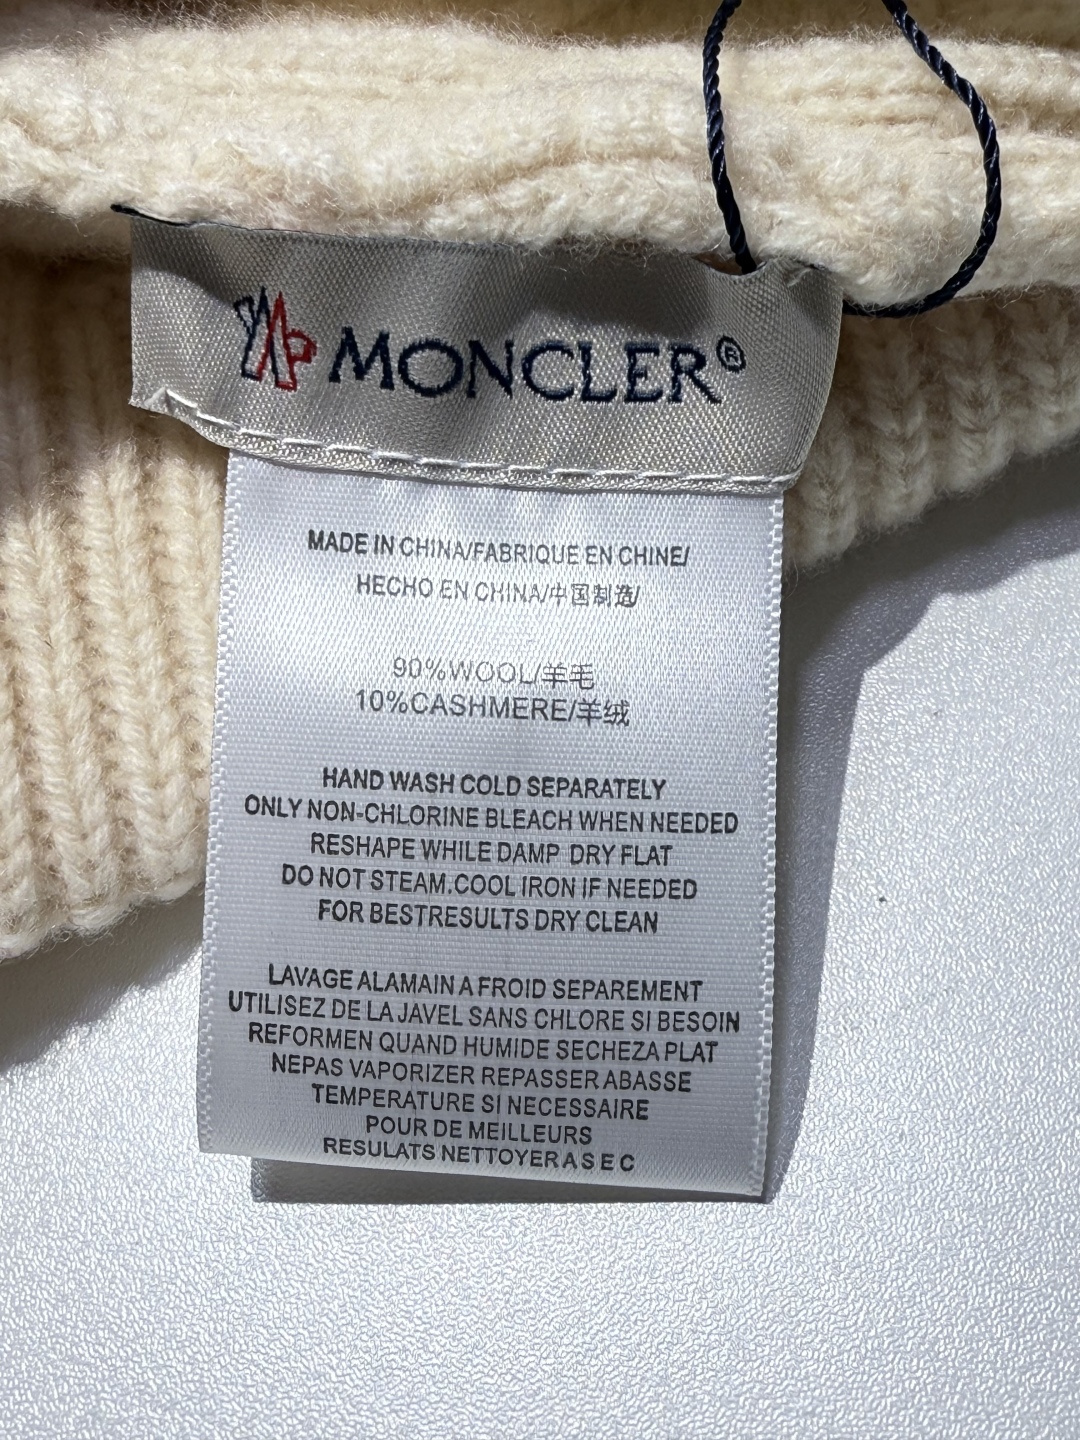 MONCLER®
MADE IN CHINA/FABRIQUE EN CHINE/
HECHO EN CHINA/中国制造/
90%WOOL/羊毛
10%CASHMERE/羊绒
HAND WASH COLD SEPARATELY
ONLY NON-CHLORINE BLEACH WHEN NEEDED
RESHAPE WHILE DAMP DRY FLAT
DO NOT STEAM.COOL IRON IF NEEDED
FOR BESTRESULTS DRY CLEAN
LAVAGE ALAMAIN A FROID SEPAREMENT
UTILISEZ DE LA JAVEL SANS CHLORE SI BESOIN
REFORMEN QUAND HUMIDE SECHEZA PLAT
NEPAS VAPORIZER REPASSER ABASSE
TEMPERATURE SI NECESSAIRE
POUR DE MEILLEURS
RESULATS NETTOYER A S E C